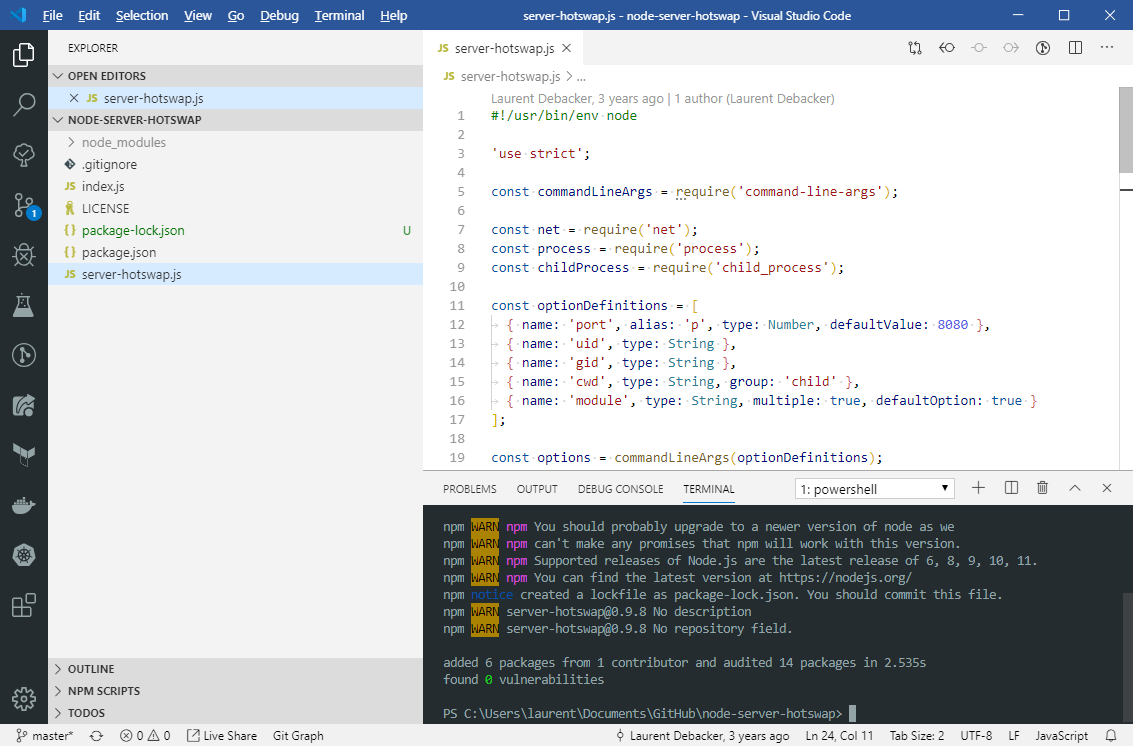 File Edit Selection View Go Debug Terminal Help server-hotswap.js - node-server-hotswap - Visual Studio Code
EXPLORER
OPEN EDITORS
JS server-hotswap.js
NODE-SERVER-HOTSWAP
node_modules
.gitignore
JS index.js
LICENSE
{} package-lock.json U
{} package.json
JS server-hotswap.js
OUTLINE
NPM SCRIPTS
TODOS
1
JS server-hotswap.js
JS server-hotswap.js > ...
Laurent Debacker, 3 years ago | 1 author (Laurent Debacker)
1 #!/usr/bin/env node
2
3 'use strict';
4
5 const commandLineArgs = require('command-line-args');
6
7 const net = require('net');
8 const process = require('process');
9 const childProcess = require('child_process');
10
11 const optionDefinitions = [
12 { name: 'port', alias: 'p', type: Number, defaultValue: 8080 },
13 { name: 'uid', type: String },
14 { name: 'gid', type: String },
15 { name: 'cwd', type: String, group: 'child' },
16 { name: 'module', type: String, multiple: true, defaultOption: true }
17 ];
18
19 const options = commandLineArgs(optionDefinitions);
PROBLEMS OUTPUT DEBUG CONSOLE TERMINAL 1: powershell
npm WARN npm You should probably upgrade to a newer version of node as we
npm WARN npm can't make any promises that npm will work with this version.
npm WARN npm Supported releases of Node.js are the latest release of 6, 8, 9, 10, 11.
npm WARN npm You can find the latest version at https://nodejs.org/
npm notice created a lockfile as package-lock.json. You should commit this file.
npm WARN server-hotswap@0.9.8 No description
npm WARN server-hotswap@0.9.8 No repository field.
added 6 packages from 1 contributor and audited 14 packages in 2.535s
found 0 vulnerabilities
PS C:\Users\laurent\Documents\GitHub\node-server-hotswap>
master* 0 0 Live Share Git Graph Laurent Debacker, 3 years ago Ln 24, Col 11 Tab Size: 2 UTF-8 LF JavaScript